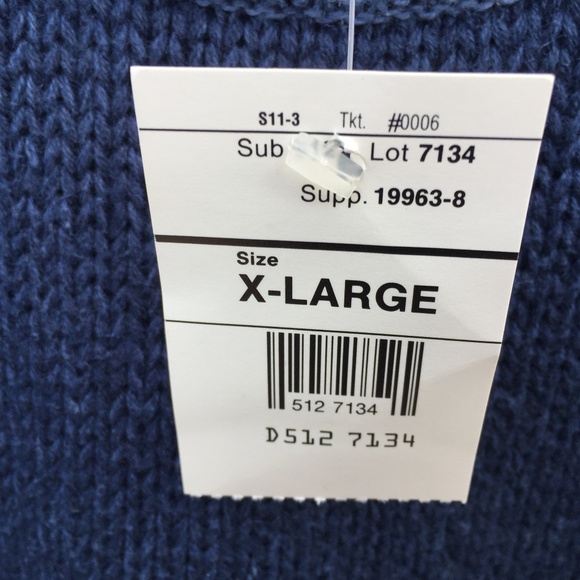 S11-3 Tkt. #0006
Sub Lot 7134
Supp. 19963-8
Size
X-LARGE
512 7134
D512 7134